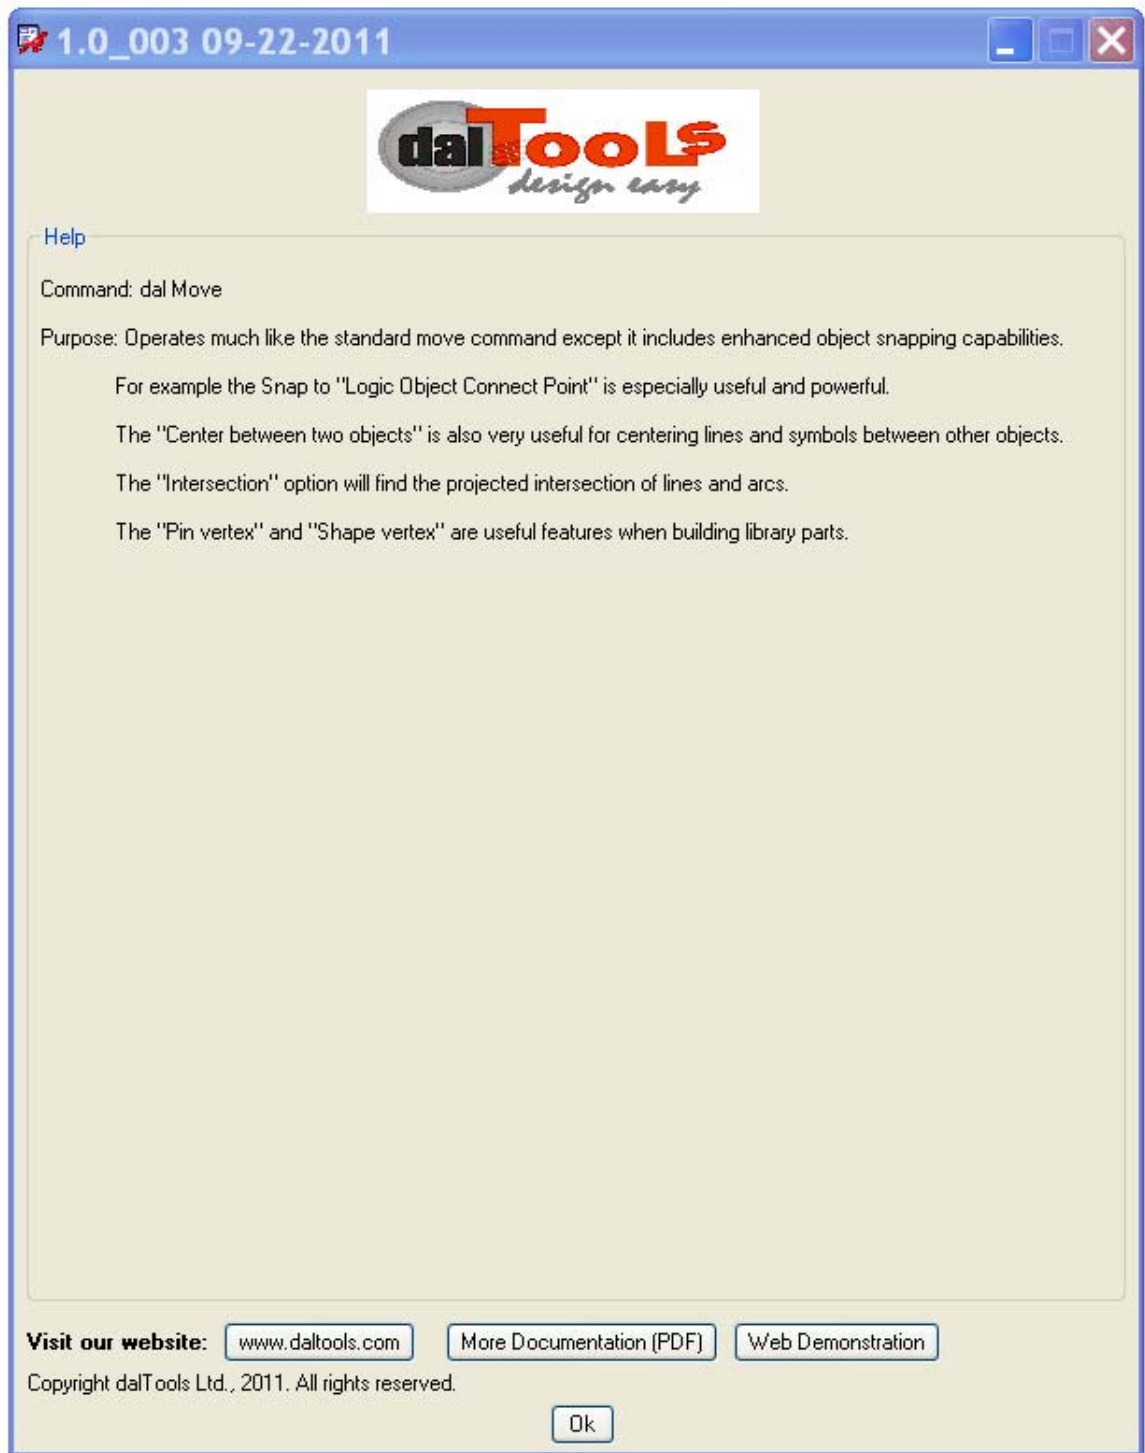 1.0_003 09-22-2011
dalTooLS
design easy
Help
Command: dal Move
Purpose: Operates much like the standard move command except it includes enhanced object snapping capabilities.
For example the Snap to "Logic Object Connect Point" is especially useful and powerful.
The "Center between two objects" is also very useful for centering lines and symbols between other objects.
The "Intersection" option will find the projected intersection of lines and arcs.
The "Pin vertex" and "Shape vertex" are useful features when building library parts.
Visit our website: www.daltools.com More Documentation (PDF) Web Demonstration
Copyright dalTools Ltd., 2011. All rights reserved.
Ok